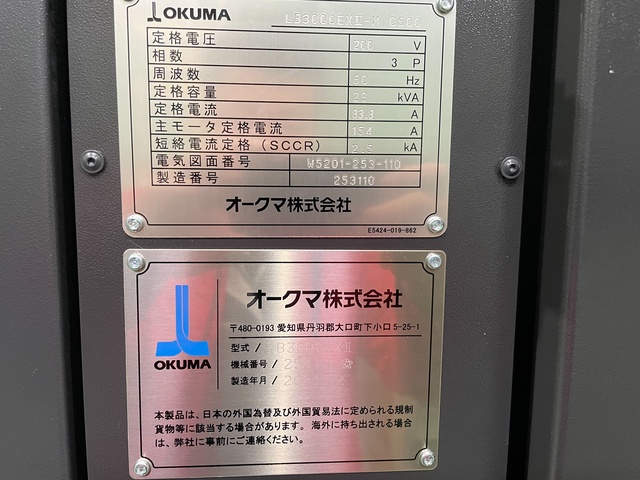 OKUMA LB3000EXII-M C500
定格電圧 200 V
相数 3 P
周波数 50 Hz
定格容量 kVA
定格電流 A
主モータ定格電流 154 A
短絡電流定格(SCCR) 2.5 kA
電気図面番号 W5201-253-110
製造番号 253110
オークマ株式会社
E5424-019-862
オークマ株式会社
〒480-0193 愛知県丹羽郡大口町下小口5-25-1
OKUMA
型式/
機械番号/
製造年月/
本製品は、日本の外国為替及び外国貿易法に定められる規制
貨物等に該当する場合があります。海外に持ち出される場合
は、弊社に事前にご連絡ください。